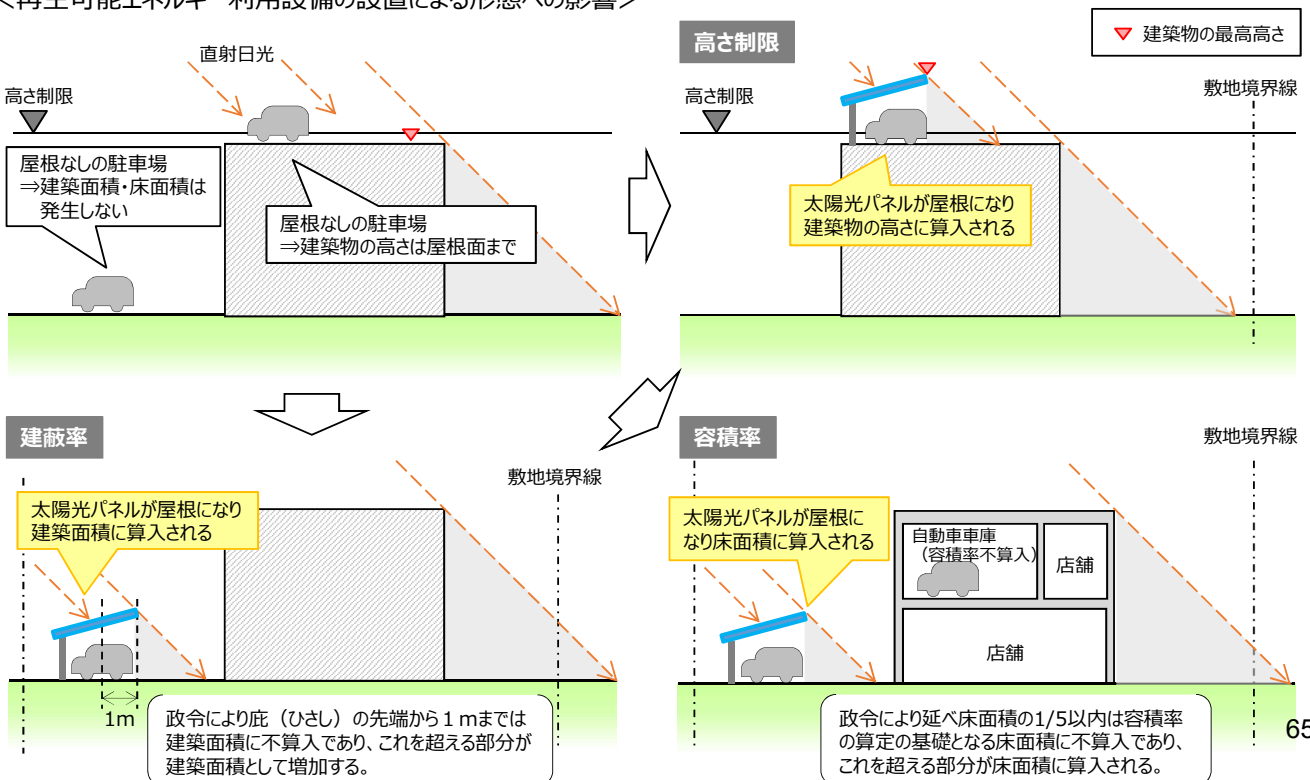 ＜再生可能エネルギー利用設備の設置による形態への影響＞
直射日光
高さ制限
屋根なしの駐車場
⇒建築面積・床面積は
発生しない
屋根なしの駐車場
⇒建築物の高さは屋根面まで
高さ制限
建築物の最高高さ
高さ制限
敷地境界線
太陽光パネルが屋根になり
建築物の高さに算入される
建蔽率
敷地境界線
太陽光パネルが屋根になり
建築面積に算入される
1m
政令により庇（ひさし）の先端から１ｍまでは
建築面積に不算入であり、これを超える部分が
建築面積として増加する。
容積率
敷地境界線
太陽光パネルが屋根に
なり床面積に算入される
自動車車庫
（容積率不算入）
店舗
店舗
政令により延べ床面積の1/5以内は容積率
の算定の基礎となる床面積に不算入であり、
これを超える部分が床面積に算入される。
65